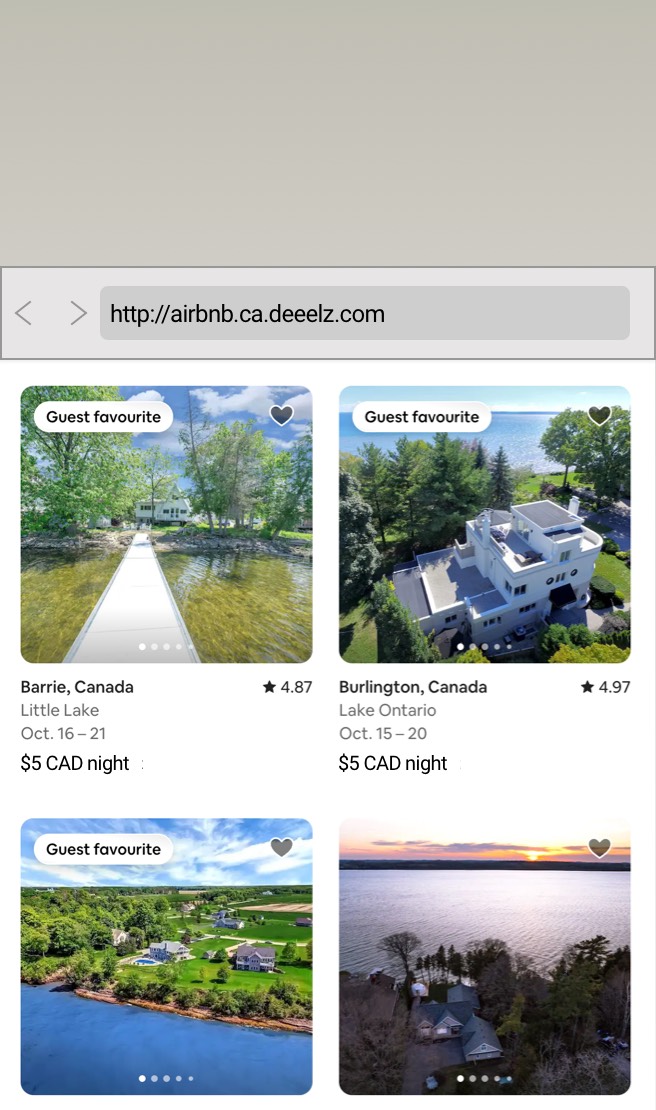 http://airbnb.ca.deeelz.com
Guest favourite
Guest favourite
Barrie, Canada
★ 4.87
Little Lake
Oct. 16 – 21
$5 CAD night
Burlington, Canada
★ 4.97
Lake Ontario
Oct. 15 – 20
$5 CAD night
Guest favourite